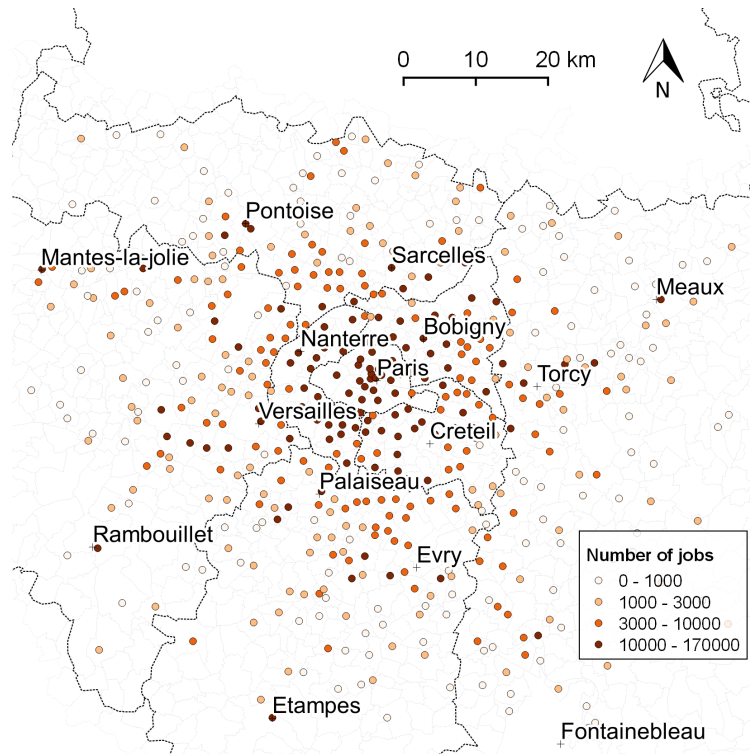 0 10 20 km
N
Pontoise
Mantes-la-jolie
Sarcelles
Meaux
Nanterre
Bobigny
Paris
Torcy
Versailles
Creteil
Palaiseau
Rambouillet
Evry
Number of jobs
0 - 1000
1000 - 3000
3000 - 10000
10000 - 170000
Etampes
Fontainebleau